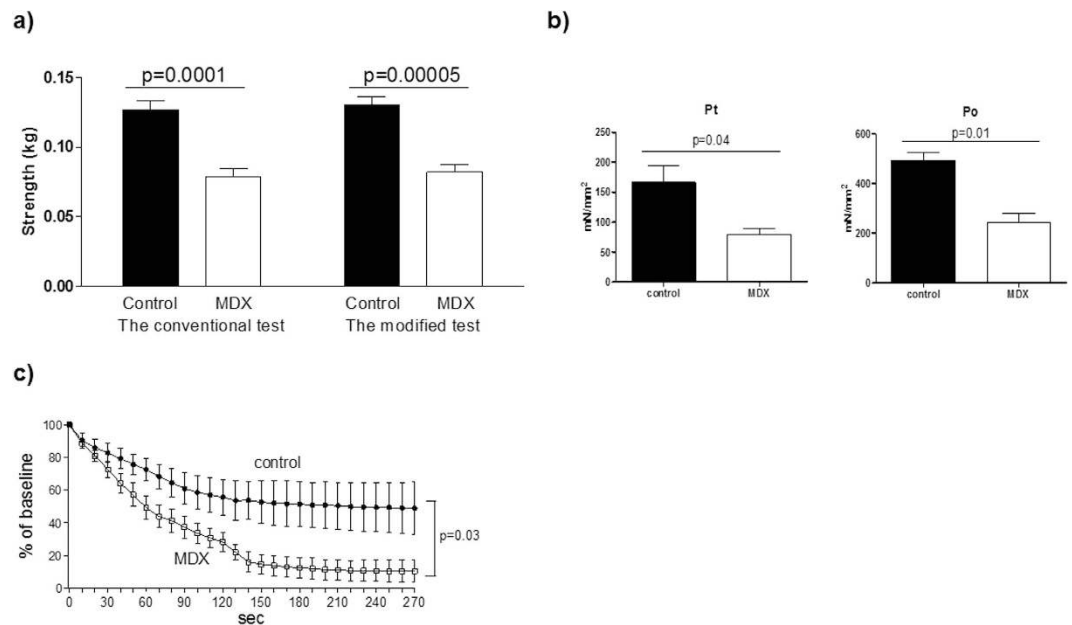 a)
p=0.0001 p=0.00005
Strength (kg)
0.15
0.10
0.05
0.00
Control MDX Control MDX
The conventional test The modified test
b)
Pt
p=0.04
mN/mm²
250
200
150
100
50
0
control MDX
Po
p=0.01
mN/mm²
600
400
200
0
control MDX
c)
% of baseline
100
80
60
40
20
0
control
MDX
p=0.03
0 30 60 90 120 150 180 210 240 270
sec